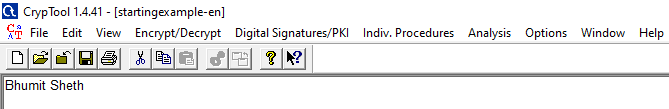 CrypTool 1.4.41 - [startingexample-en]
File Edit View Encrypt/Decrypt Digital Signatures/PKI Indiv. Procedures Analysis Options Window Help
Bhumit Sheth